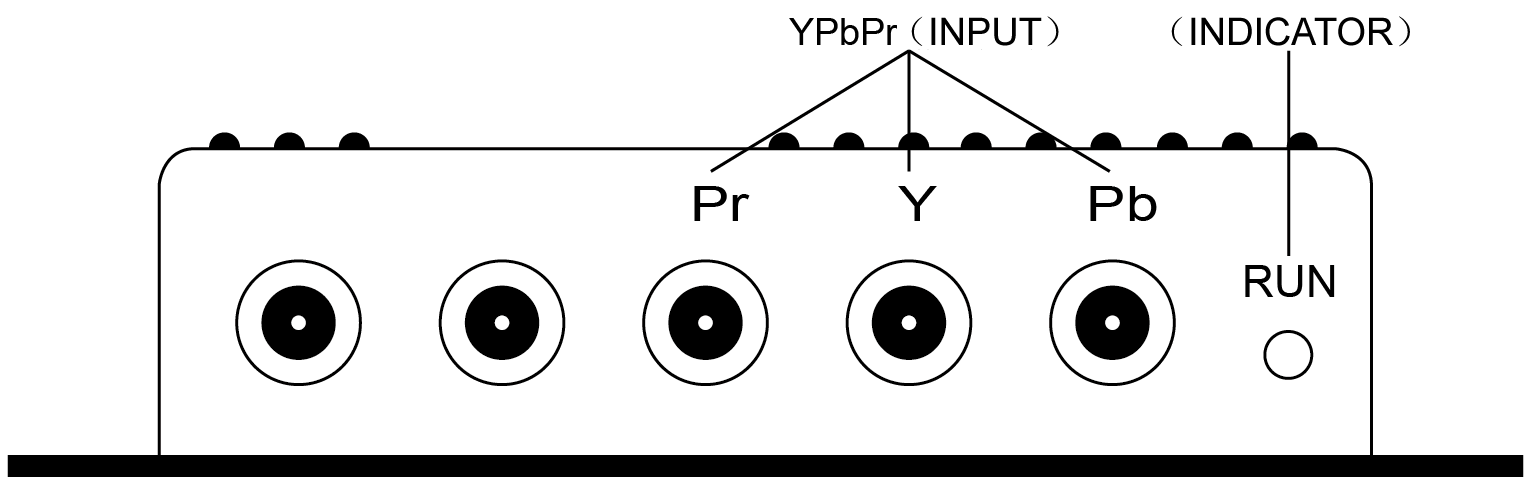 YPbPr（INPUT）
（INDICATOR）
Pr
Y
Pb
RUN